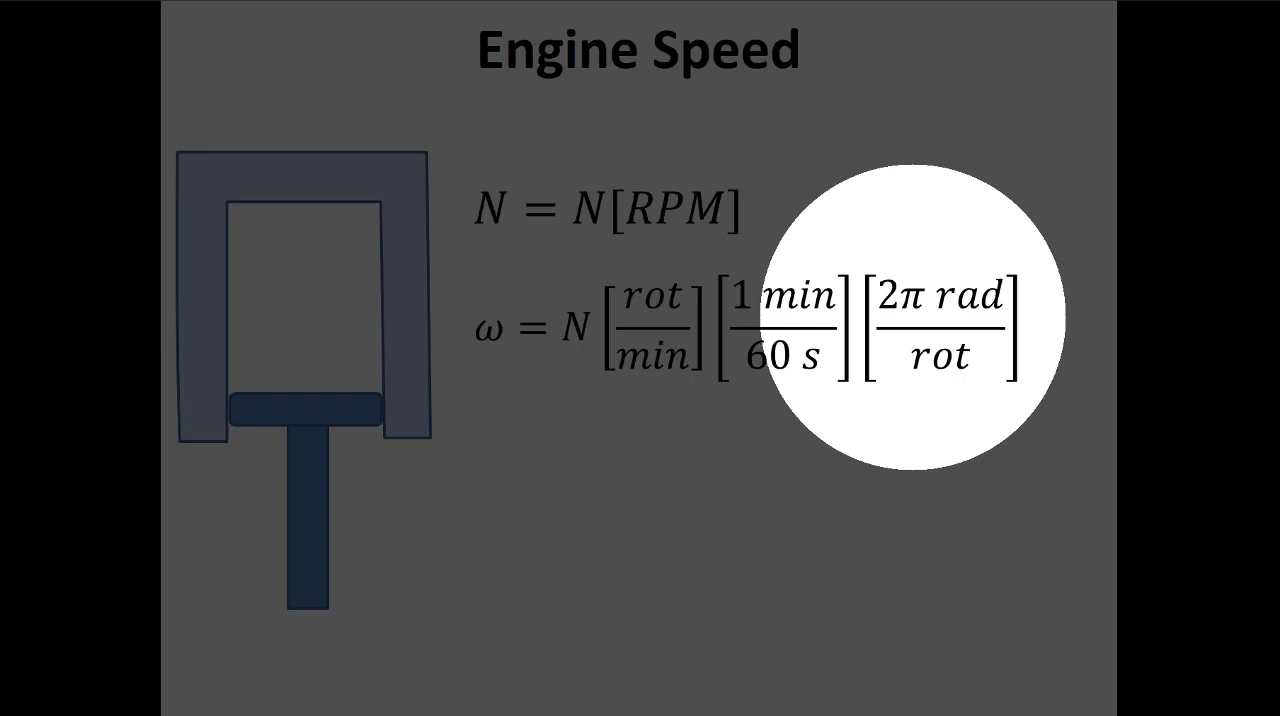 Engine Speed
N = N[RPM]
ω = N [rot/min] [1 min/60 s] [2π rad/rot]